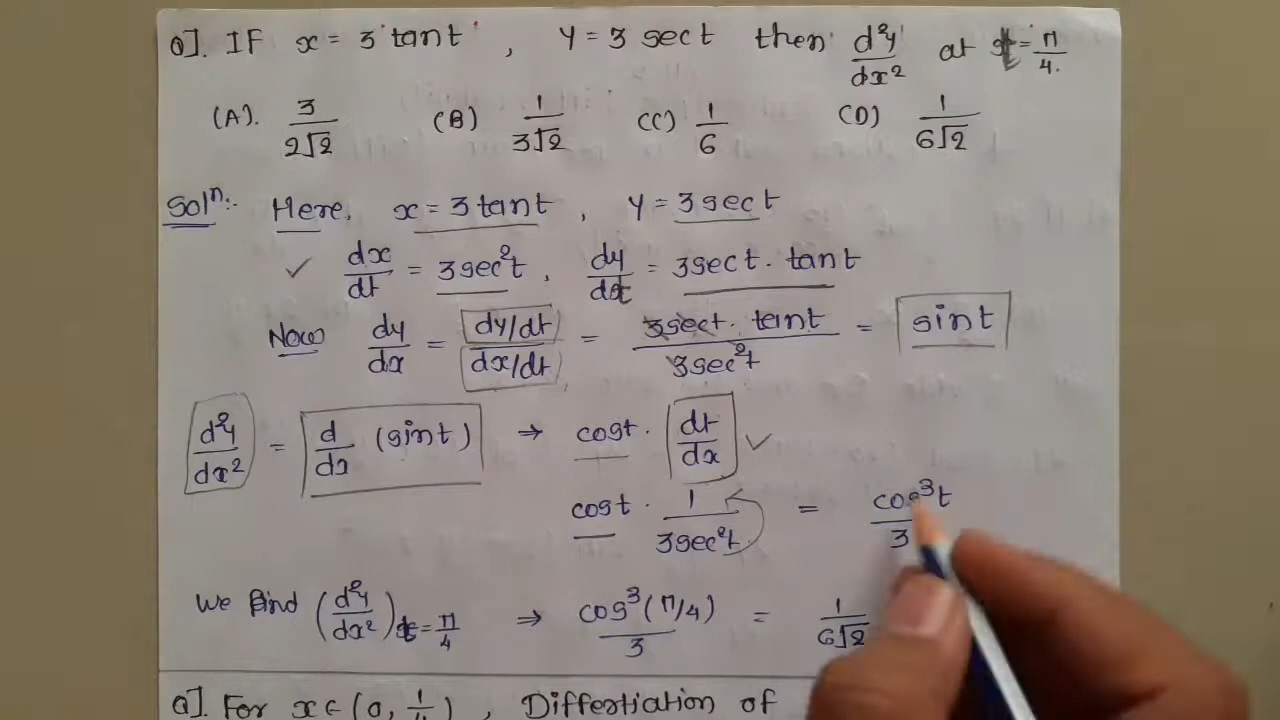 Q]. IF x = 3 tant , y = 3 sect then d²y/dx² at t = π/4.
(A). 3/2√2 (B) 1/3√2 (C) 1/6 (D) 1/6√2
Solⁿ:- Here, x = 3 tant , y = 3 sect
✓ dx/dt = 3sec²t , dy/dt = 3sect . tant
Now dy/dx = dy/dt / dx/dt = 3sect . tant / 3sec²t = sint
d²y/dx² = d/dx (sint) ⇒ cost . dt/dx ✓
cost . 1/3sec²t = cos³t/3
We find (d²y/dx²) t = π/4 ⇒ cos³(π/4)/3 = 1/6√2
Q]. For x ∈ (0, 1/4) , Differtiation of